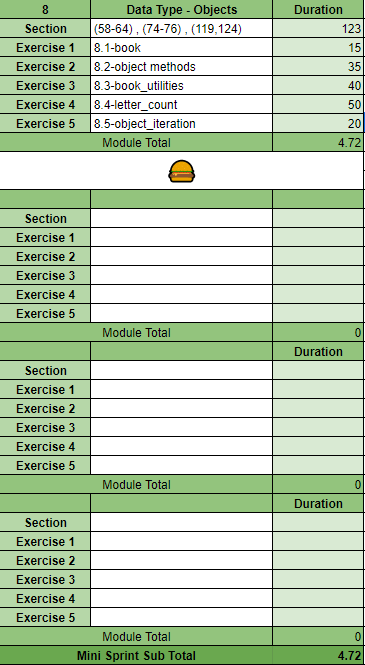 8 Data Type - Objects Duration
Section (58-64) , (74-76) , (119,124) 123
Exercise 1 8.1-book 15
Exercise 2 8.2-object methods 35
Exercise 3 8.3-book_utilities 40
Exercise 4 8.4-letter_count 50
Exercise 5 8.5-object_iteration 20
Module Total 4.72
Section
Exercise 1
Exercise 2
Exercise 3
Exercise 4
Exercise 5
Module Total 0
Duration
Section
Exercise 1
Exercise 2
Exercise 3
Exercise 4
Exercise 5
Module Total 0
Duration
Section
Exercise 1
Exercise 2
Exercise 3
Exercise 4
Exercise 5
Module Total 0
Mini Sprint Sub Total 4.72